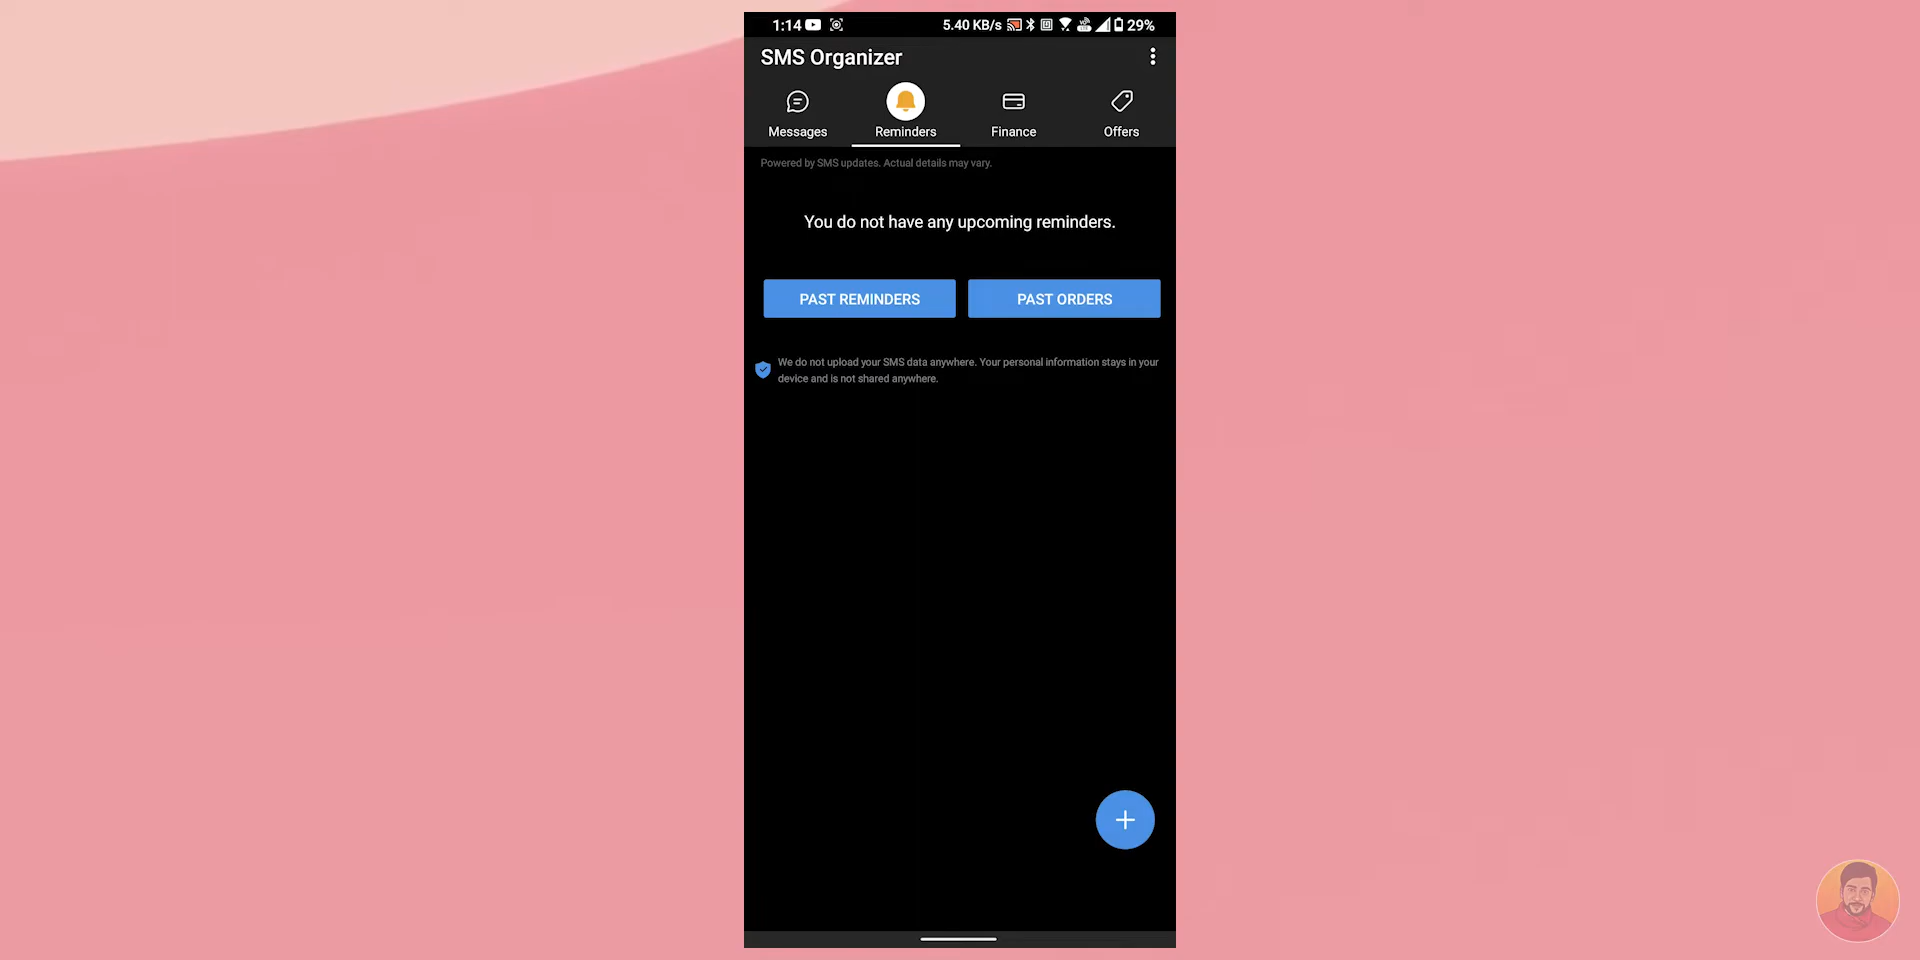 1:14 5.40 KB/s 29%
SMS Organizer
Messages Reminders Finance Offers
Powered by SMS updates. Actual details may vary.
You do not have any upcoming reminders.
PAST REMINDERS PAST ORDERS
We do not upload your SMS data anywhere. Your personal information stays in your
device and is not shared anywhere.